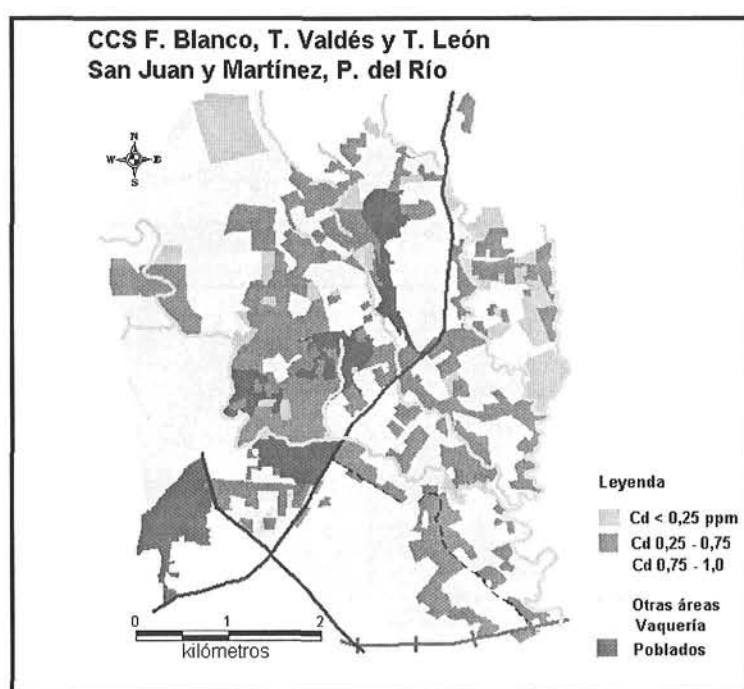 CCS F. Blanco, T. Valdés y T. León
San Juan y Martínez, P. del Río
N
W E
S
Leyenda
Cd < 0,25 ppm
Cd 0,25 - 0,75
Cd 0,75 - 1,0
Otras áreas
Vaquería
Poblados
0 1 2
kilómetros